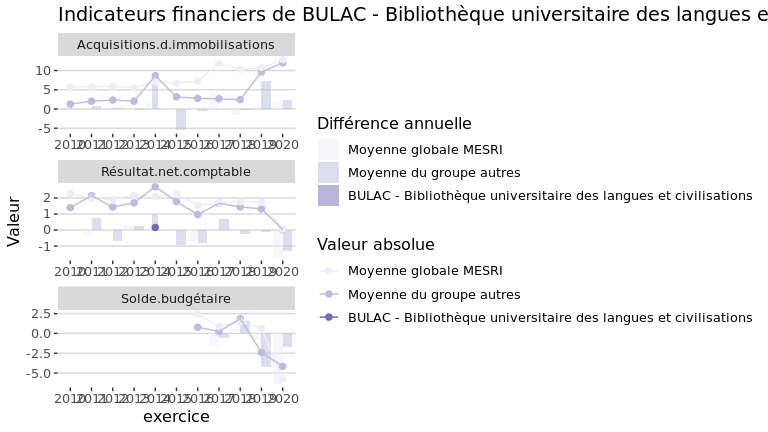 Indicateurs financiers de BULAC - Bibliothèque universitaire des langues e
Acquisitions.d.immobilisations
10
5
0
-5
2010 2011 2012 2013 2014 2015 2016 2017 2018 2019 2020
Résultat.net.comptable
2
1
0
-1
2010 2011 2012 2013 2014 2015 2016 2017 2018 2019 2020
Solde.budgétaire
2.5
0.0
-2.5
-5.0
2010 2011 2012 2013 2014 2015 2016 2017 2018 2019 2020
exercice
Valeur
Différence annuelle
Moyenne globale MESRI
Moyenne du groupe autres
BULAC - Bibliothèque universitaire des langues et civilisations
Valeur absolue
Moyenne globale MESRI
Moyenne du groupe autres
BULAC - Bibliothèque universitaire des langues et civilisations